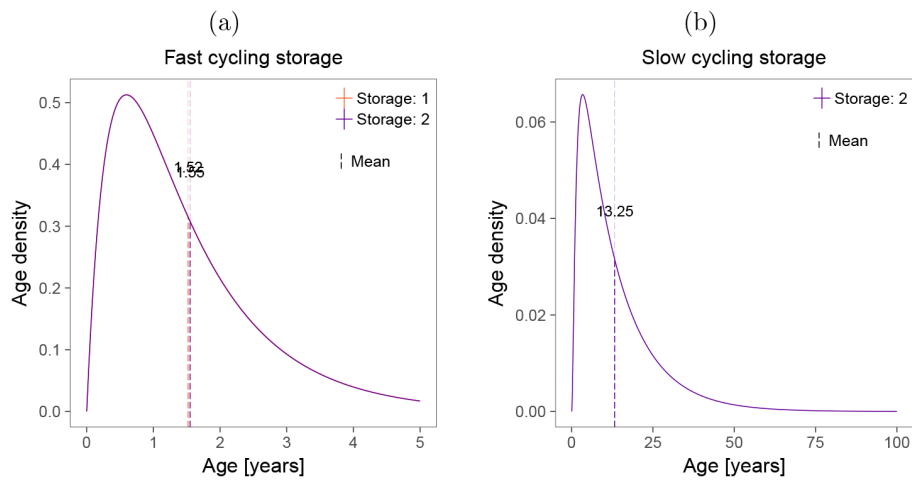 (a)
Fast cycling storage
Age density
0.5
0.4
0.3
0.2
0.1
0.0
0
1
2
3
4
5
Age [years]
Storage: 1
Storage: 2
Mean
1.52
1.55
(b)
Slow cycling storage
Age density
0.06
0.04
0.02
0.00
0
25
50
75
100
Age [years]
Storage: 2
Mean
13.25